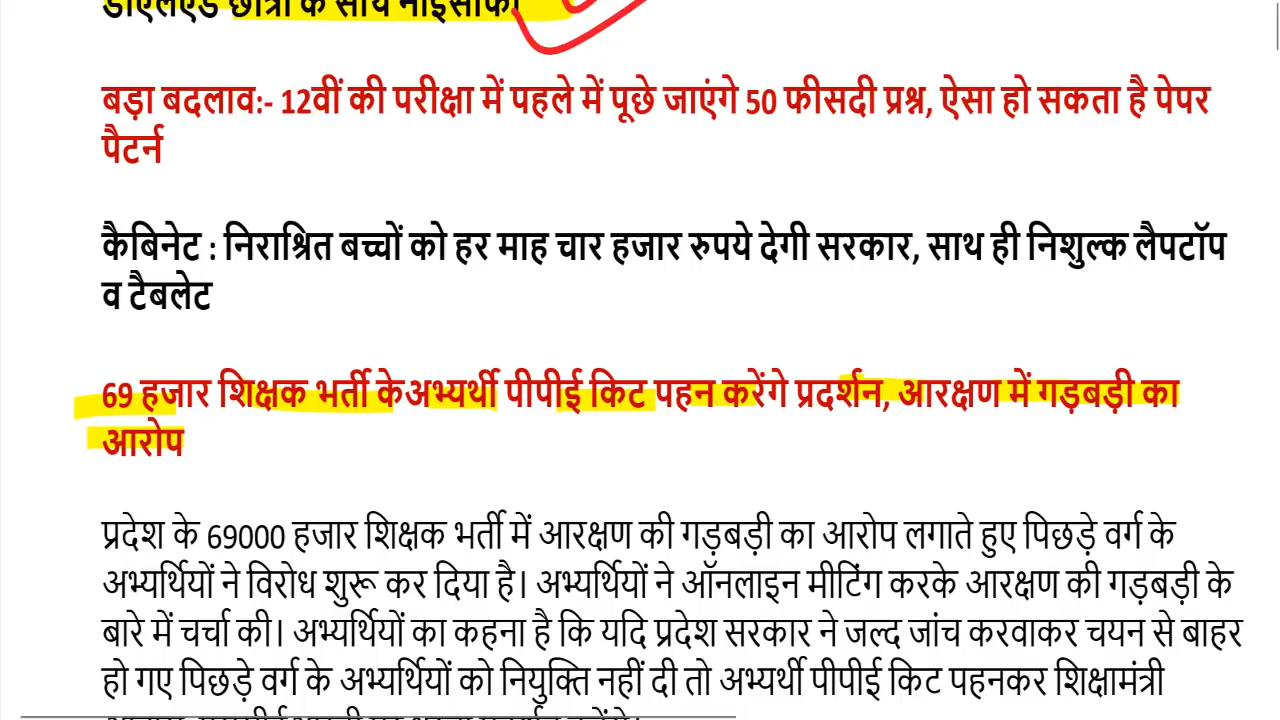 डीएलएड छात्रों के साथ नाइंसाफी
बड़ा बदलाव:- 12वीं की परीक्षा में पहले में पूछे जाएंगे 50 फीसदी प्रश्न, ऐसा हो सकता है पेपर
पैटर्न
कैबिनेट : निराश्रित बच्चों को हर माह चार हजार रुपये देगी सरकार, साथ ही निशुल्क लैपटॉप
व टैबलेट
69 हजार शिक्षक भर्ती केअभ्यर्थी पीपीई किट पहन करेंगे प्रदर्शन, आरक्षण में गड़बड़ी का
आरोप
प्रदेश के 69000 हजार शिक्षक भर्ती में आरक्षण की गड़बड़ी का आरोप लगाते हुए पिछड़े वर्ग के
अभ्यर्थियों ने विरोध शुरू कर दिया है। अभ्यर्थियों ने ऑनलाइन मीटिंग करके आरक्षण की गड़बड़ी के
बारे में चर्चा की। अभ्यर्थियों का कहना है कि यदि प्रदेश सरकार ने जल्द जांच करवाकर चयन से बाहर
हो गए पिछड़े वर्ग के अभ्यर्थियों को नियुक्ति नहीं दी तो अभ्यर्थी पीपीई किट पहनकर शिक्षामंत्री